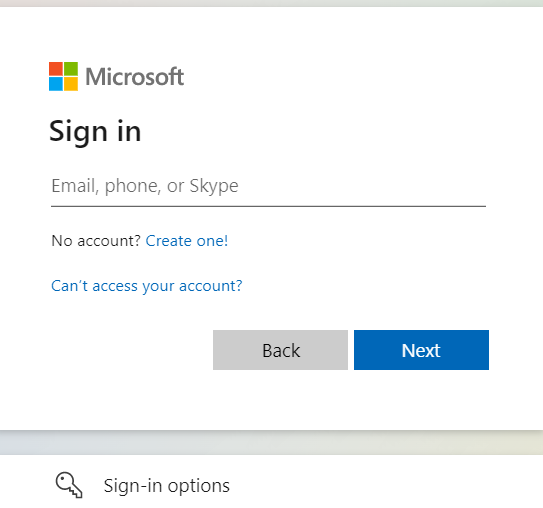 Microsoft
Sign in
Email, phone, or Skype
No account? Create one!
Can't access your account?
Back Next
Sign-in options